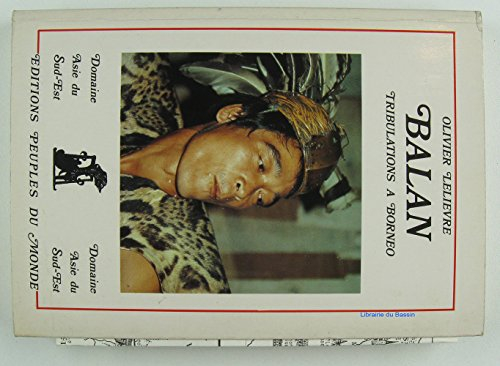 OLIVIER LELIEVRE
BALAN
TRIBULATIONS A BORNEO
Domaine
Asie du
Sud-Est
Domaine
Asie du
Sud-Est
EDITIONS PEUPLES DU MONDE
Librairie du Bassin